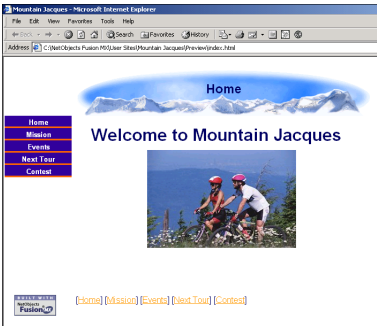 Mountain Jacques - Microsoft Internet Explorer
File Edit View Favorites Tools Help
Back Search Favorites History
Address C:\NetObjects Fusion MX\User Sites\Mountain Jacques\Preview\index.html
Home
Home
Mission
Events
Next Tour
Contest
Welcome to Mountain Jacques
BUILT WITH
NetObjects
Fusion MX
[Home] [Mission] [Events] [Next Tour] [Contest]